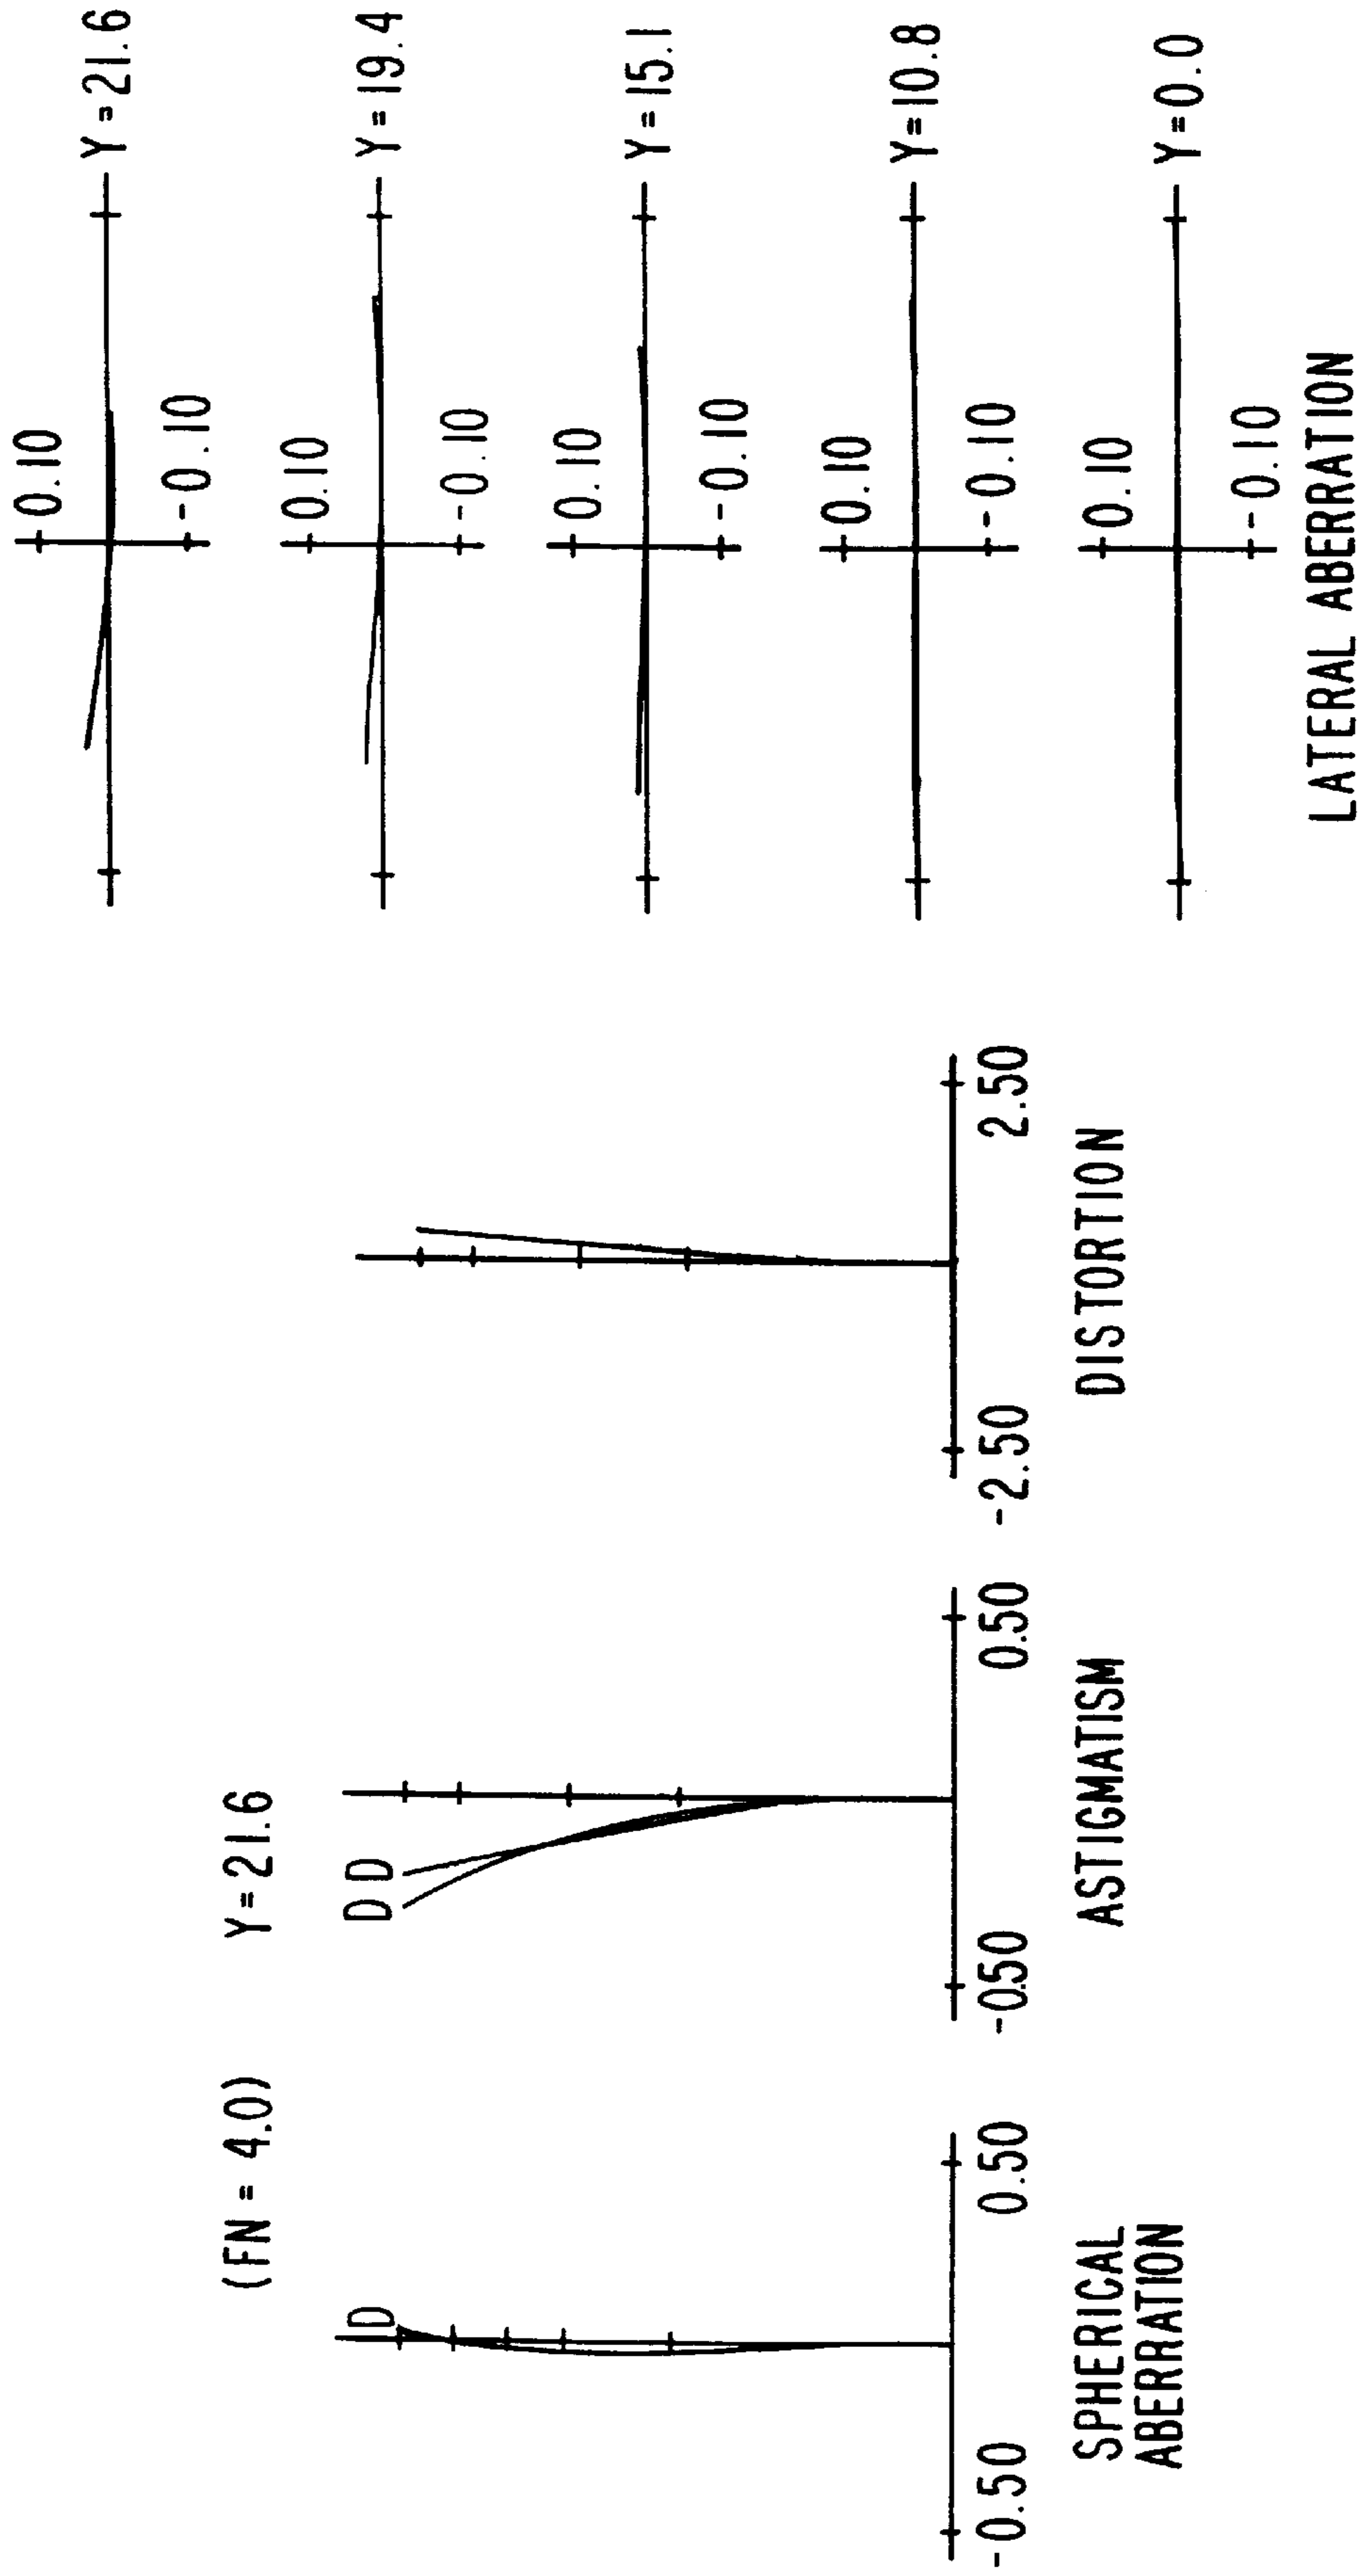 (FN = 4.0)
D
-0.50
0.50
SPHERICAL
ABERRATION
Y=21.6
D D
-0.50
0.50
ASTIGMATISM
-2.50
2.50
DISTORTION
0.10
-0.10
Y=21.6
0.10
-0.10
Y=19.4
0.10
-0.10
Y=15.1
0.10
-0.10
Y=10.8
0.10
-0.10
Y=0.0
LATERAL ABERRATION